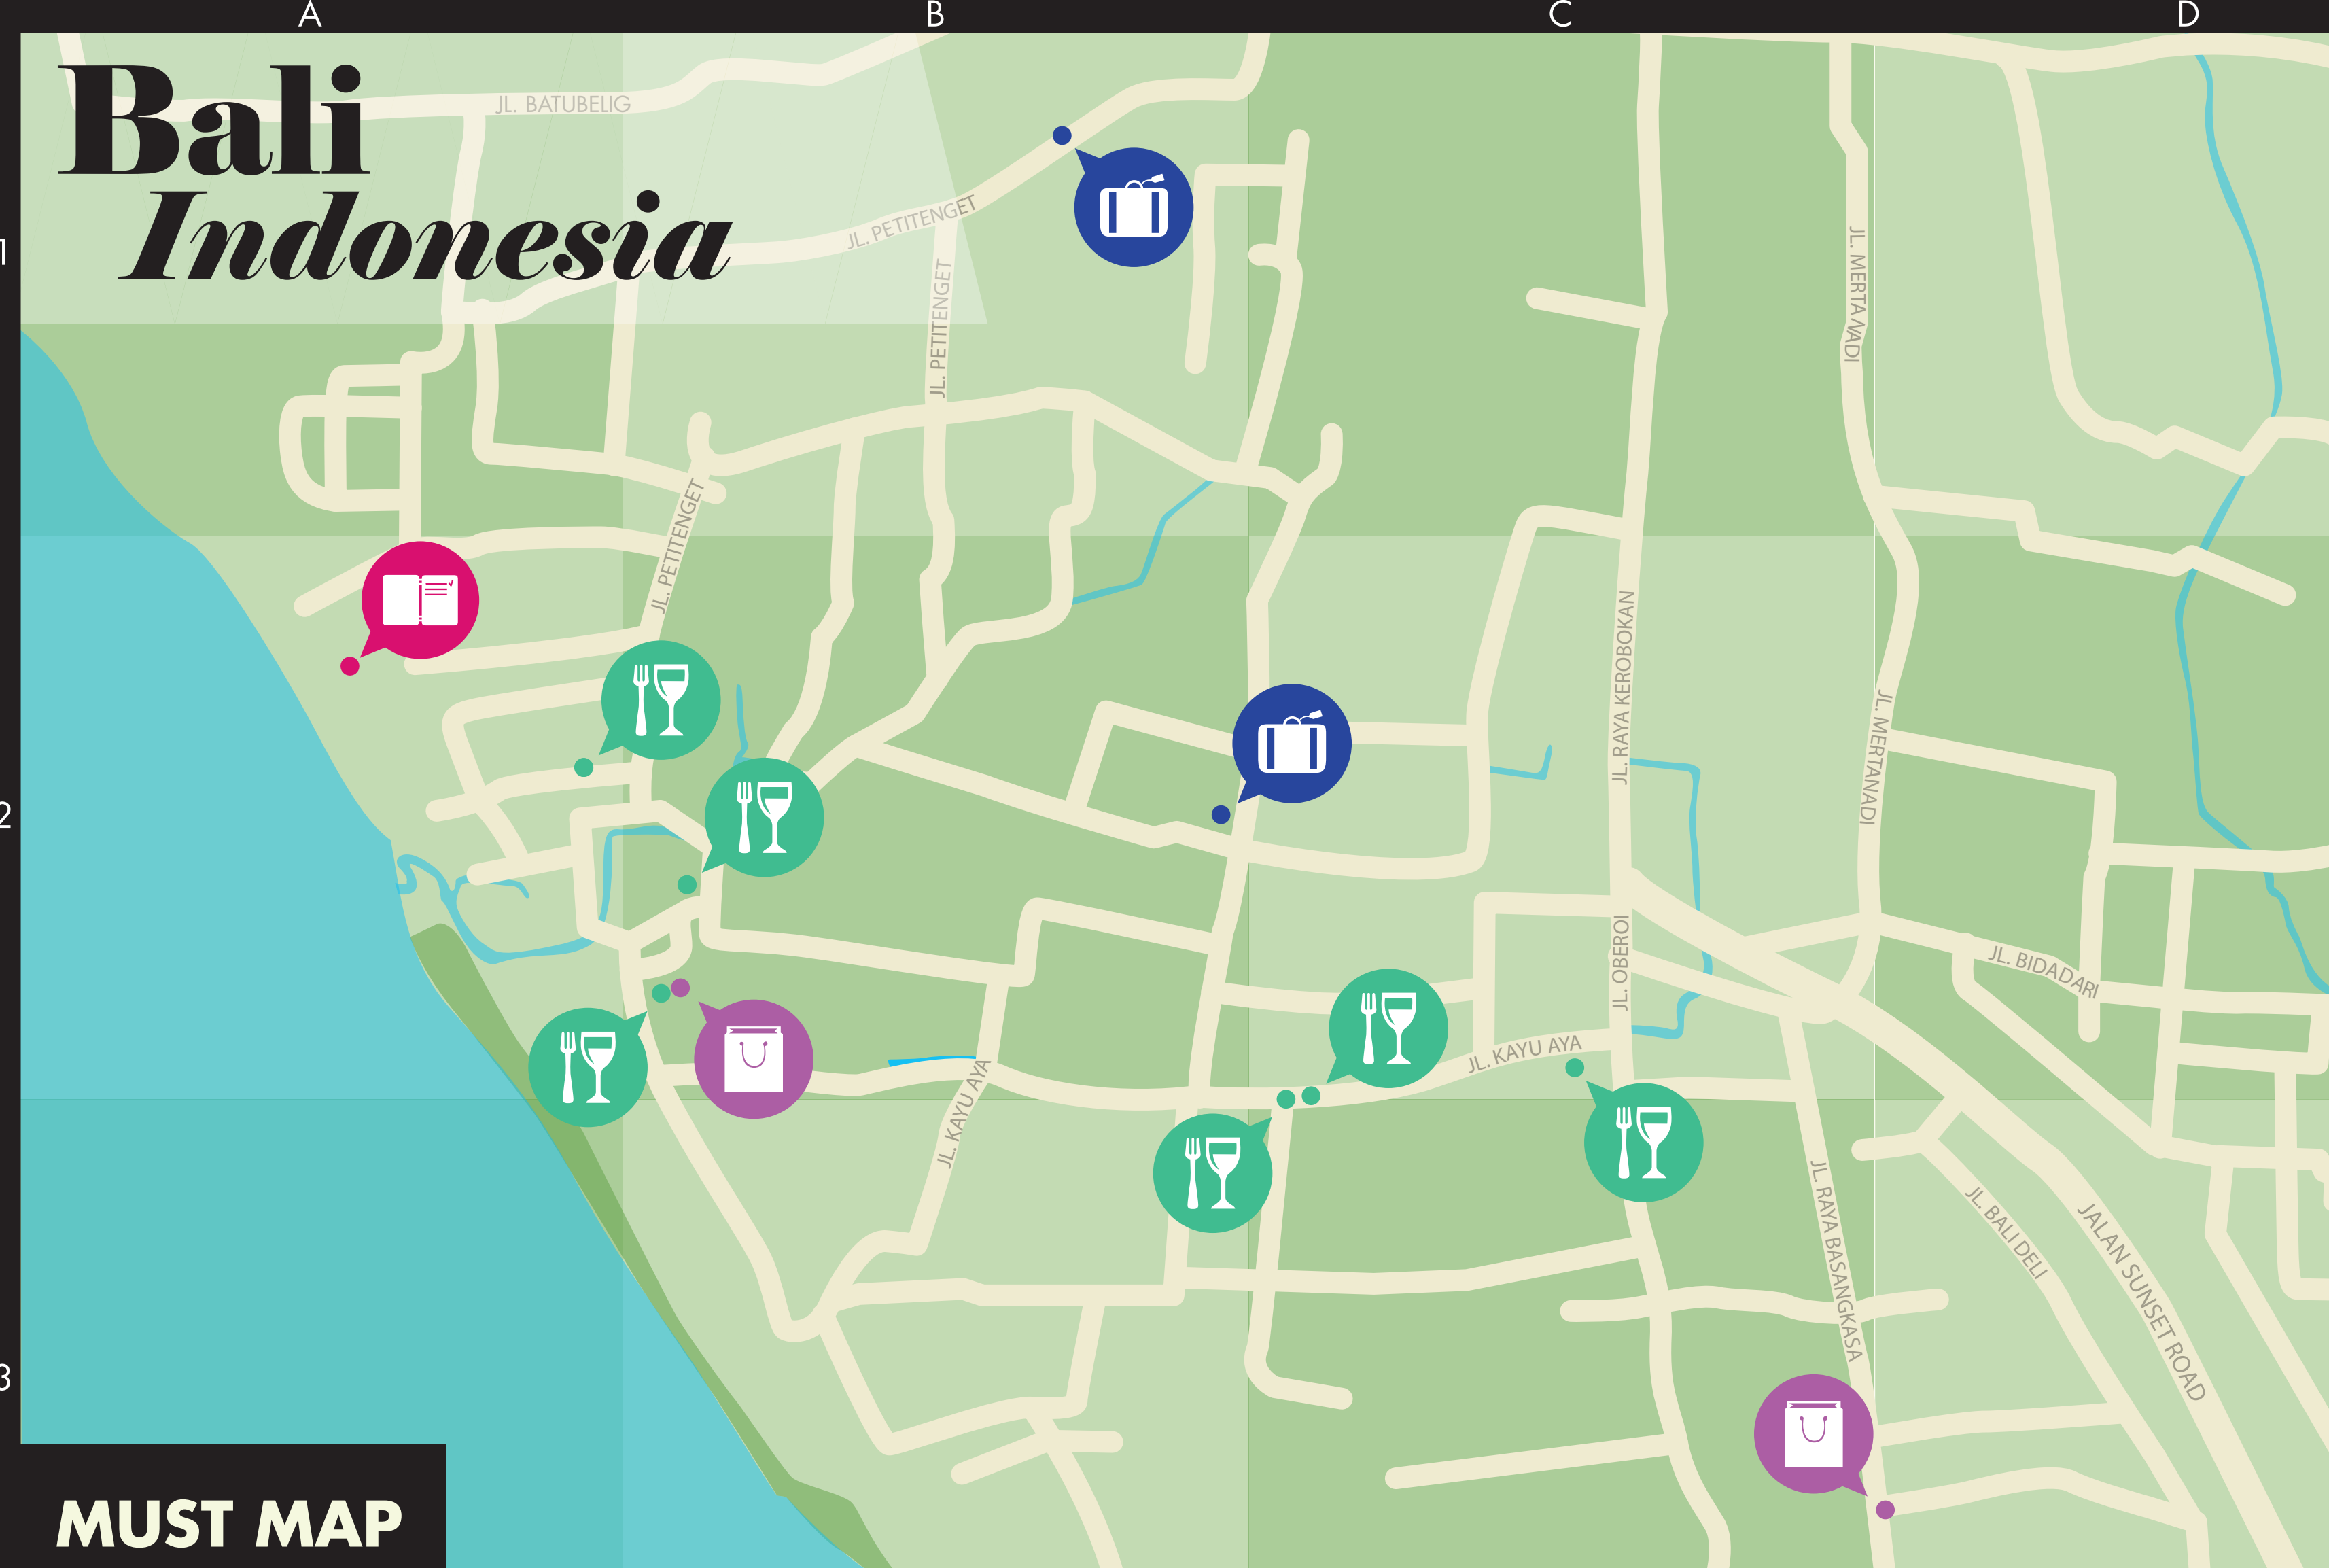 A
B
C
D
Bali
Indonesia
1
2
3
JL. BATUBELIG
JL. PETITENGET
JL. PETITENGET
JL. PETITENGET
JL. MERTANADI
JL. RAYA KEROBOKAN
JL. MERTANADI
JL. OBEROI
JL. BIDADARI
JL. KAYU AYA
JL. KAYU AYA
JL. RAYA BASANGKASA
JL. BALI DELI
JALAN SUNSET ROAD
MUST MAP